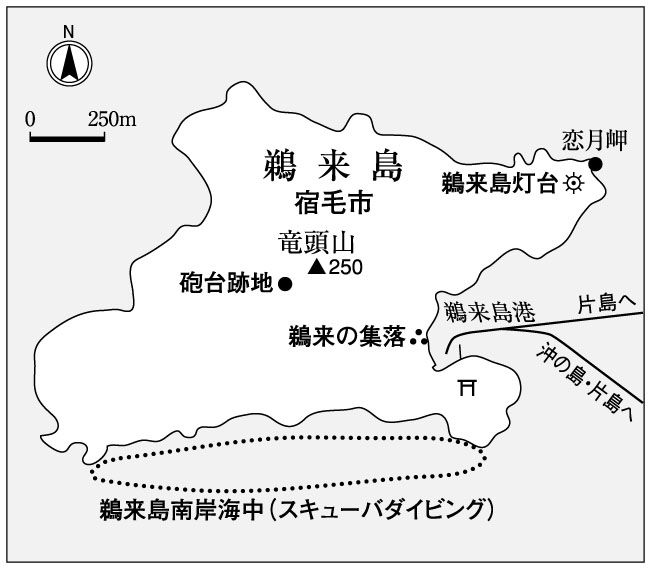 N
0 250m
恋月岬
鵜来島
鵜来島灯台
宿毛市
竜頭山
▲250
砲台跡地
片島へ
鵜来島港
鵜来の集落
沖の島・片島へ
鵜来島南岸海中(スキューバダイビング)